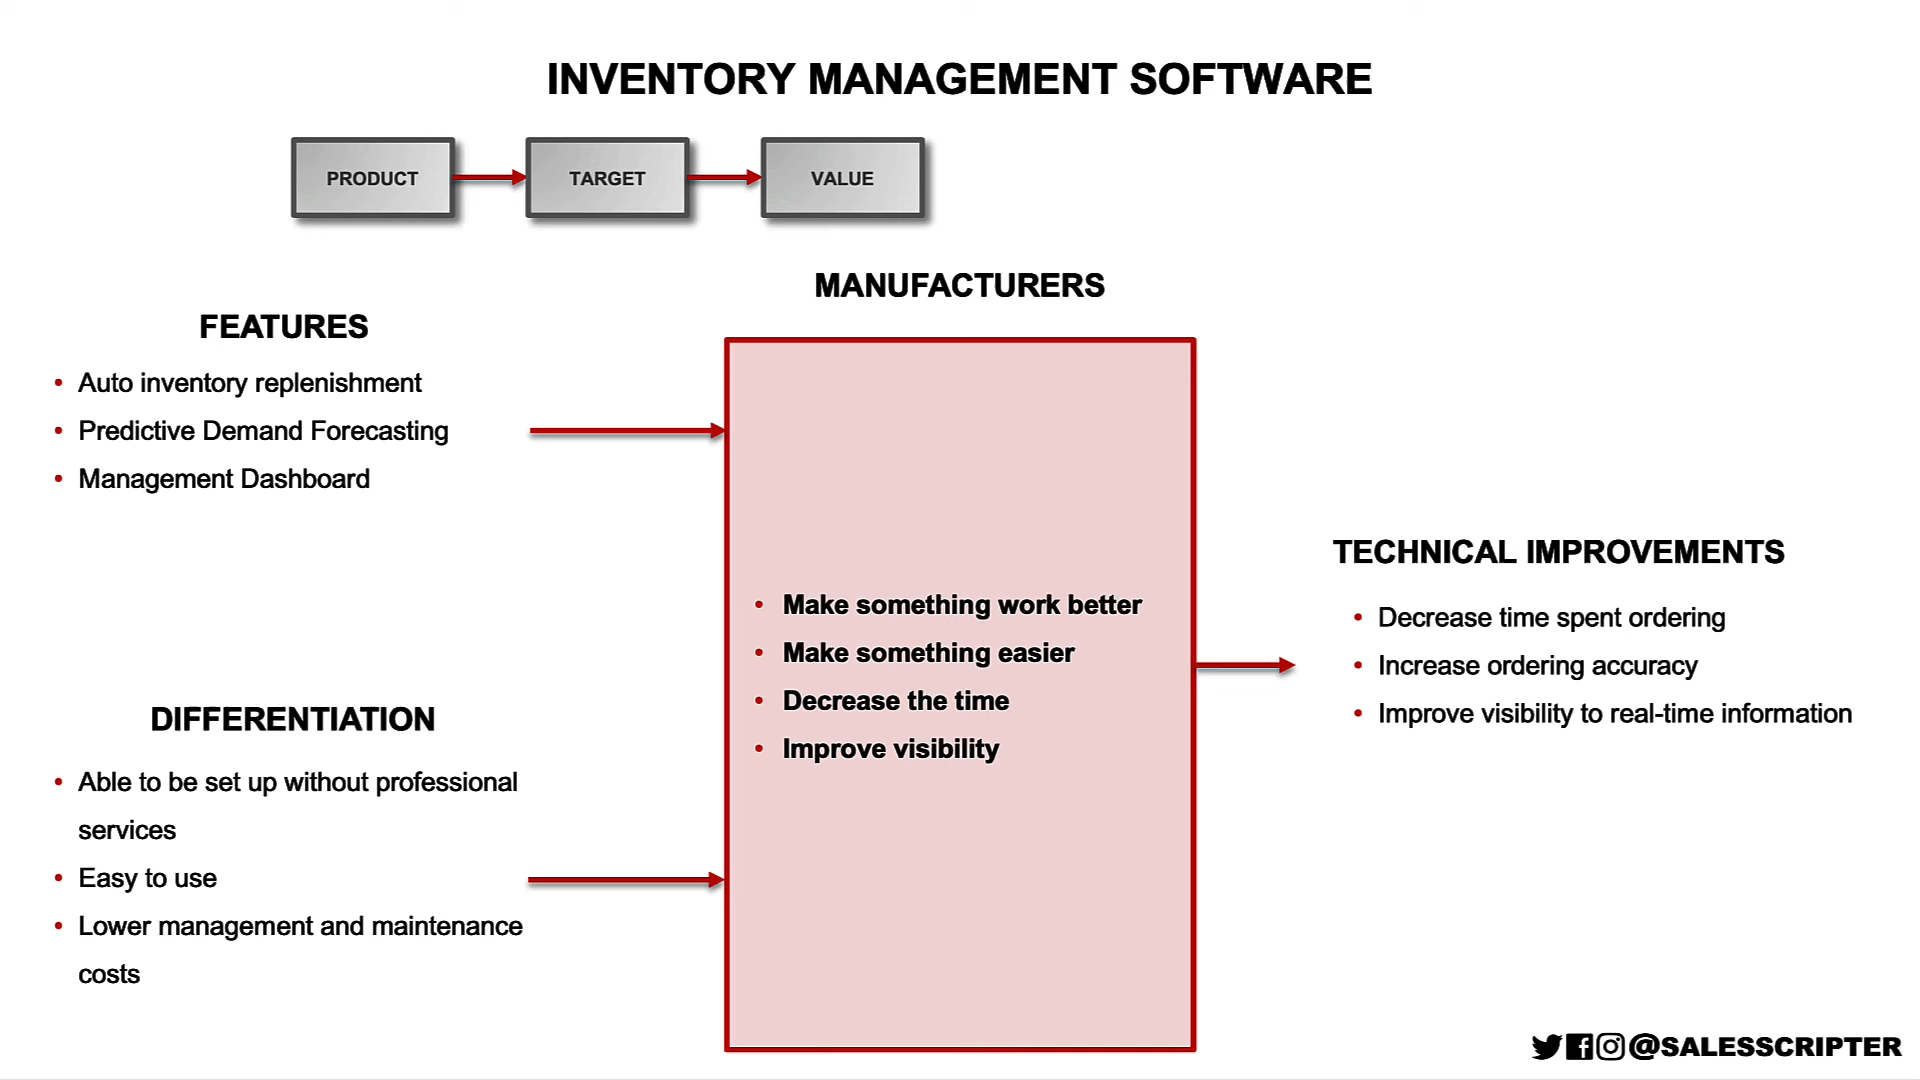 INVENTORY MANAGEMENT SOFTWARE
PRODUCT
TARGET
VALUE
MANUFACTURERS
FEATURES
• Auto inventory replenishment
• Predictive Demand Forecasting
• Management Dashboard
DIFFERENTIATION
• Able to be set up without professional
services
• Easy to use
• Lower management and maintenance
costs
• Make something work better
• Make something easier
• Decrease the time
• Improve visibility
TECHNICAL IMPROVEMENTS
• Decrease time spent ordering
• Increase ordering accuracy
• Improve visibility to real-time information
@SALESSCRIPTER